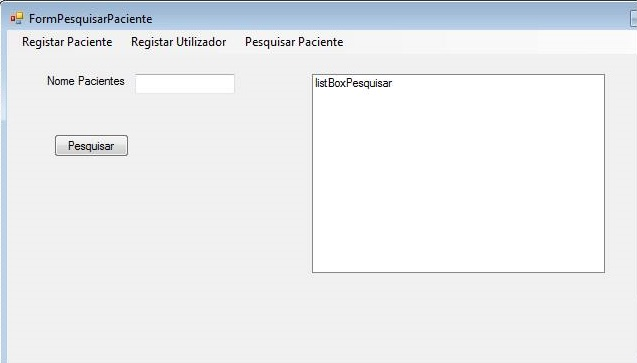 FormPesquisarPaciente
Registar Paciente Registar Utilizador Pesquisar Paciente
Nome Pacientes
listBoxPesquisar
Pesquisar